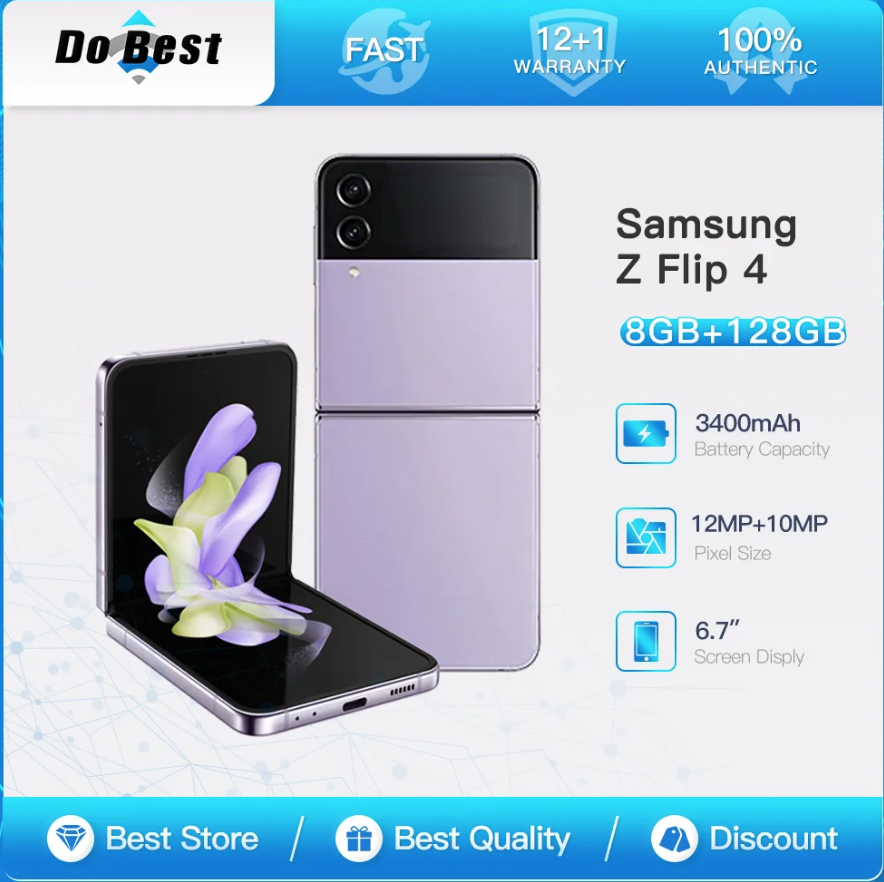 Do Best
FAST
12+1
WARRANTY
100%
AUTHENTIC
Samsung
Z Flip 4
8GB+128GB
3400mAh
Battery Capacity
12MP+10MP
Pixel Size
6.7″
Screen Disply
Best Store / Best Quality / Discount